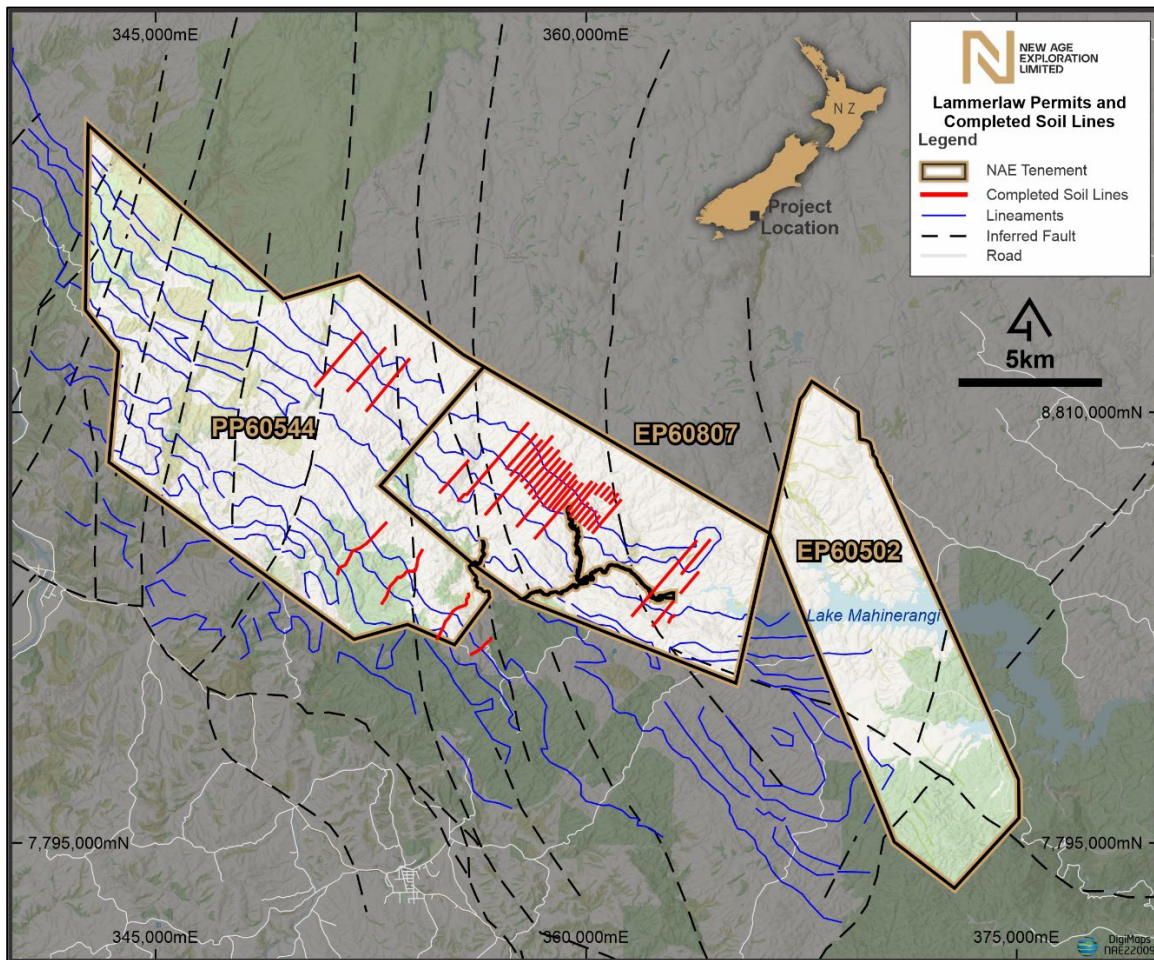 345,000mE
360,000mE
N
NEW AGE
EXPLORATION
LIMITED
Lammerlaw Permits and
Completed Soil Lines
Legend
NAE Tenement
Completed Soil Lines
Lineaments
Inferred Fault
Road
N Z
Project
Location
5km
8,810,000mN
PP60544
EP60807
EP60502
Lake Mahinerangi
7,795,000mN
7,795,000mN
345,000mE
360,000mE
375,000mE
DigiMaps
NAE22009